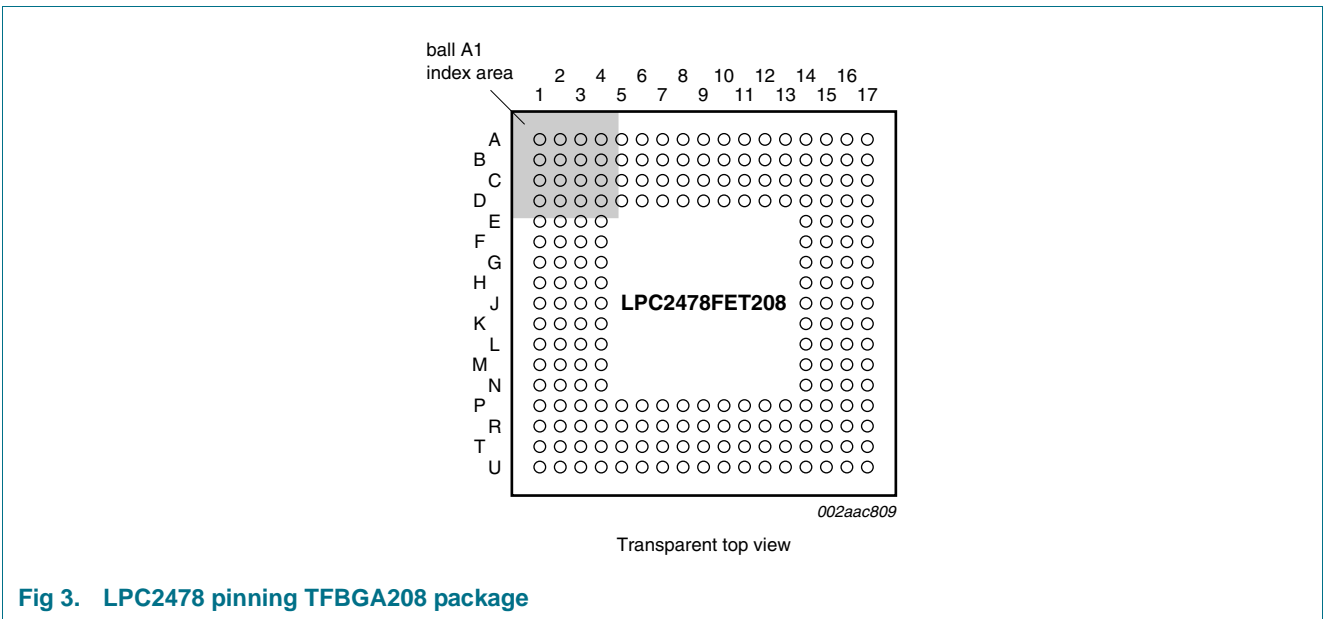 ball A1
index area
2 4 6 8 10 12 14 16
1 3 5 7 9 11 13 15 17
A
B
C
D
E
F
G
H
J
LPC2478FET208
K
L
M
N
P
R
T
U
002aac809
Transparent top view
Fig 3. LPC2478 pinning TFBGA208 package